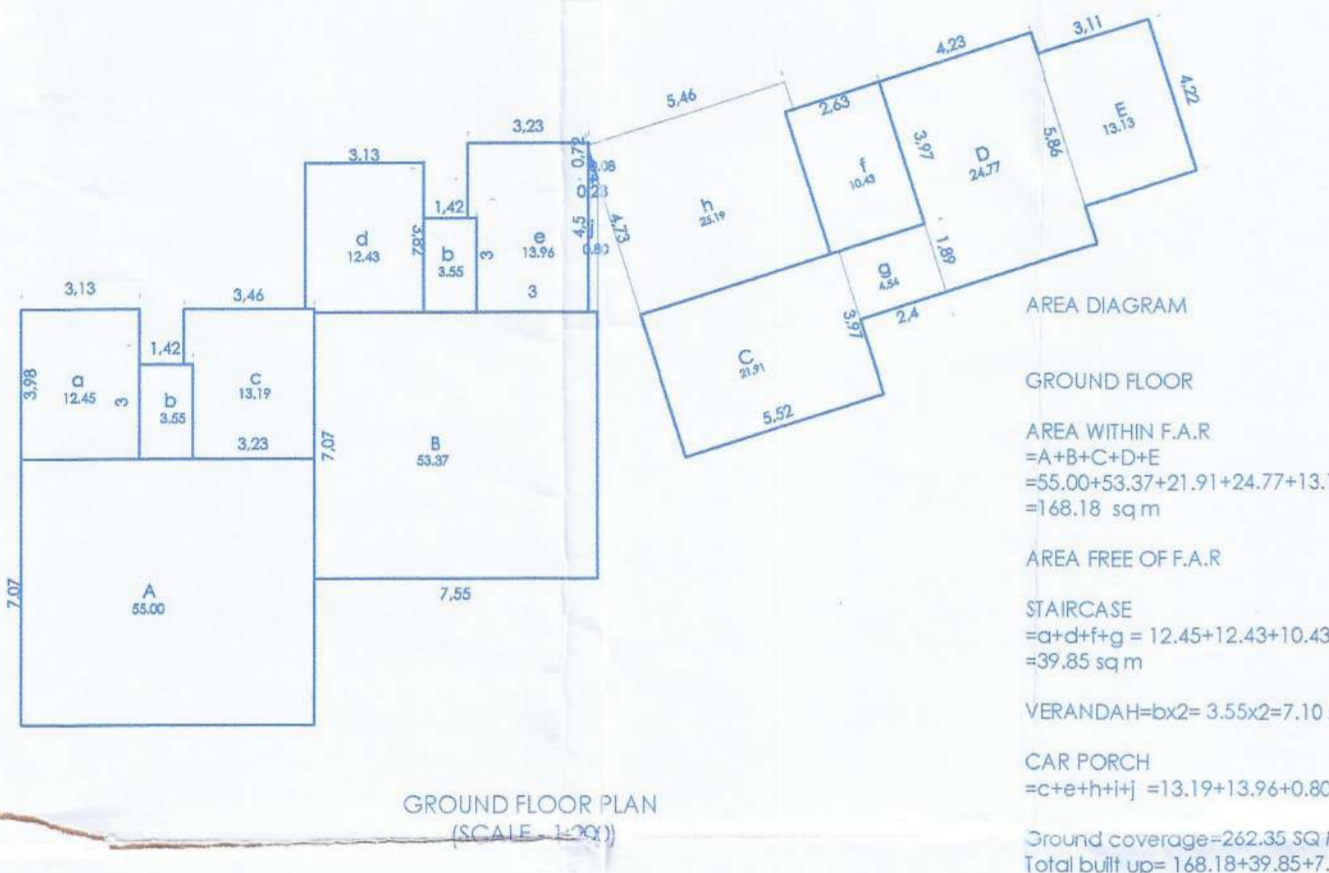 3,11
4,23
4,22
5,46
2,63
E
13.13
3,23
0,72
3,97
5,86
D
24.77
3,13
f
10.43
1,42
h
25.19
d
12.43
3,82
b
3.55
3
e
13.96
4,5
0.80
4,73
1,89
3
g
4.54
3,13
3,46
2,4
3,97
AREA DIAGRAM
1,42
C
21.91
3,98
a
12.45
3
b
3.55
c
13.19
5,52
GROUND FLOOR
3,23
7,07
B
53.37
AREA WITHIN F.A.R
=A+B+C+D+E
=55.00+53.37+21.91+24.77+13.1
=168.18 sq m
AREA FREE OF F.A.R
7,07
A
55.00
7,55
STAIRCASE
=a+d+f+g = 12.45+12.43+10.43
=39.85 sq m
VERANDAH=bx2= 3.55x2=7.10
CAR PORCH
=c+e+h+i+j =13.19+13.96+0.80
GROUND FLOOR PLAN
(SCALE - 1:200)
Ground coverage=262.35 SQ
Total built up= 168.18+39.85+7.